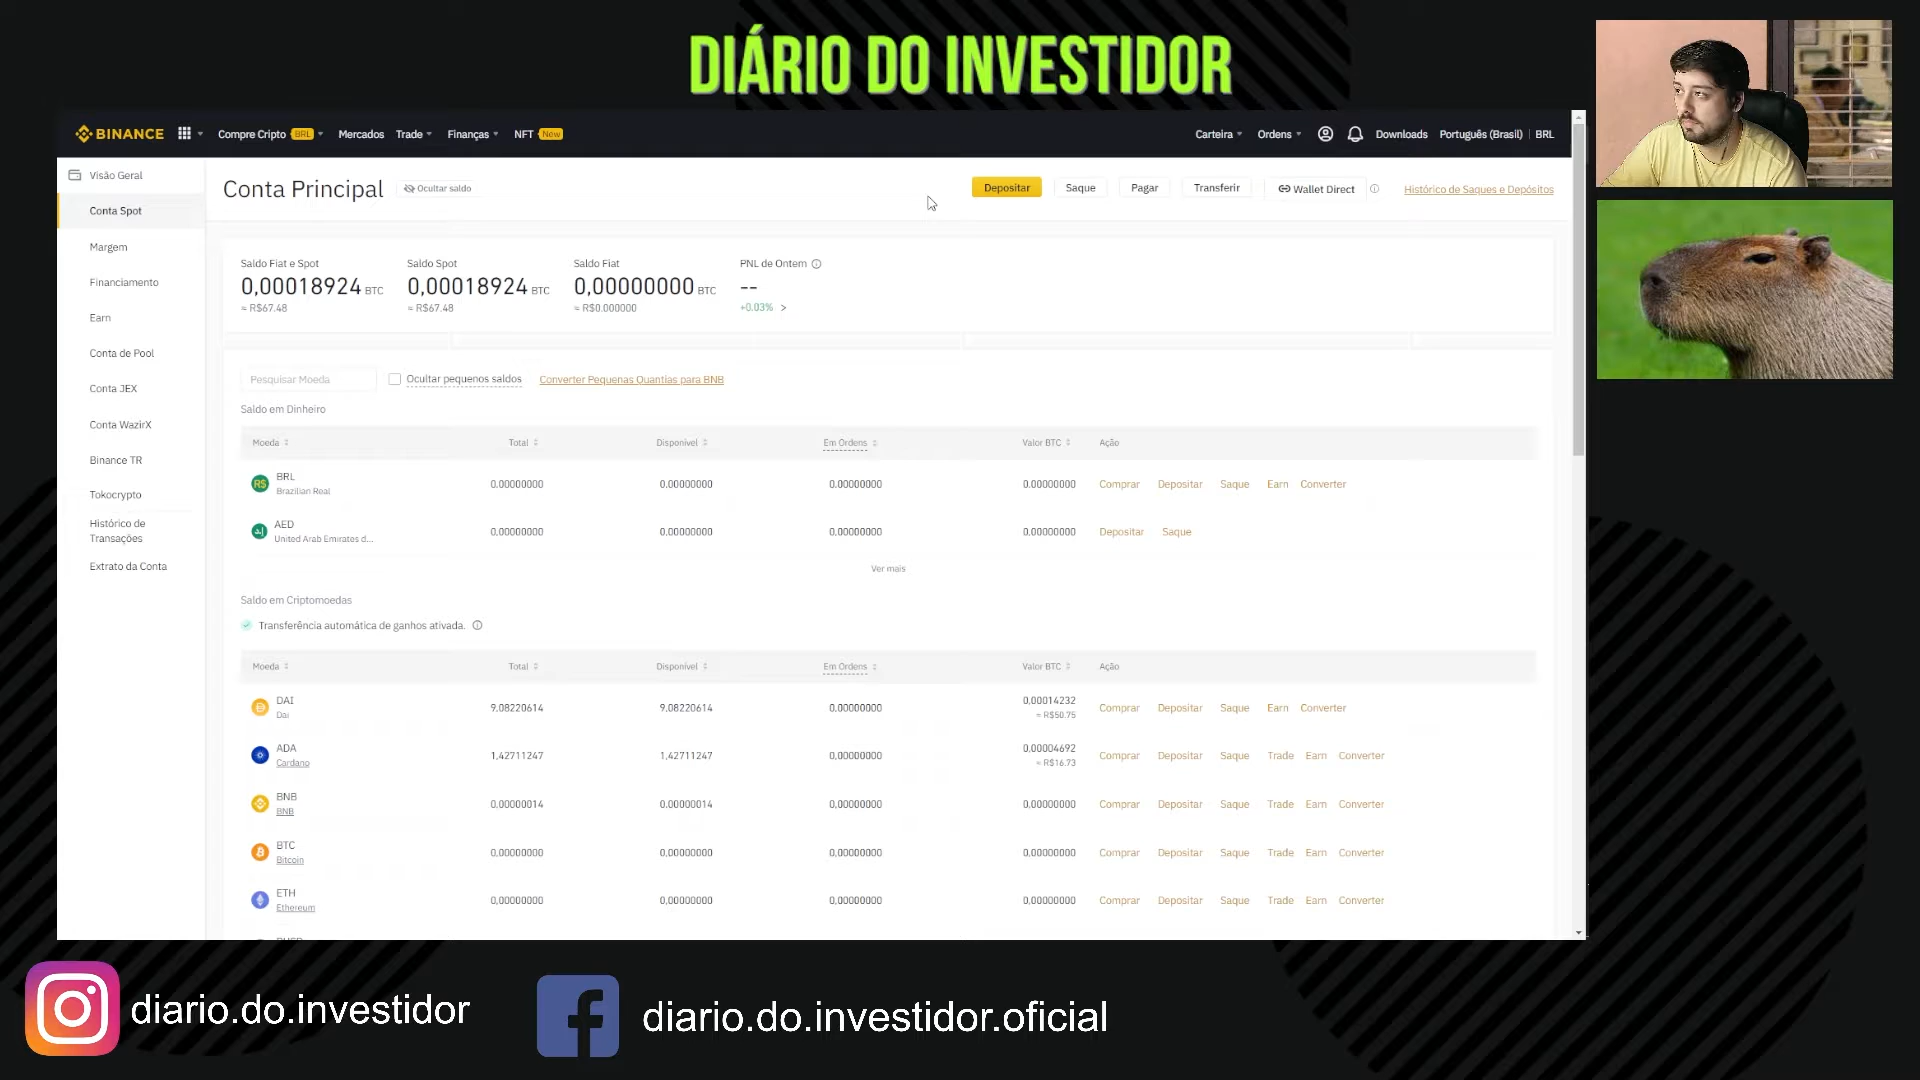 DIÁRIO DO INVESTIDOR
BINANCE
Compre Cripto BRL
Mercados
Trade
Finanças
NFT New
Carteira
Ordens
Downloads
Português (Brasil)
BRL
Visão Geral
Conta Spot
Margem
Financiamento
Earn
Conta de Pool
Conta JEX
Conta WazirX
Binance TR
Tokocrypto
Histórico de
Transações
Extrato da Conta
Conta Principal
Ocultar saldo
Depositar
Saque
Pagar
Transferir
Wallet Direct
Histórico de Saques e Depósitos
Saldo Fiat e Spot
0,00018924 BTC
≈ R$67.48
Saldo Spot
0,00018924 BTC
≈ R$67.48
Saldo Fiat
0,00000000 BTC
≈ R$0.000000
PNL de Ontem
--
+0.03% >
Pesquisar Moeda
Ocultar pequenos saldos
Converter Pequenas Quantias para BNB
Saldo em Dinheiro
Moeda Total Disponível Em Ordens Valor BTC Ação
BRL
Brazilian Real
0.00000000 0.00000000 0.00000000 0.00000000 Comprar Depositar Saque Earn Converter
AED
United Arab Emirates d...
0.00000000 0.00000000 0.00000000 0.00000000 Depositar Saque
Ver mais
Saldo em Criptomoedas
Transferência automática de ganhos ativada.
Moeda Total Disponível Em Ordens Valor BTC Ação
DAI
Dai
9,08220614 9,08220614 0,00000000 0,00014232 Comprar Depositar Saque Earn Converter
≈ R$50.75
ADA
Cardano
1,42711247 1,42711247 0,00000000 0,00004692 Comprar Depositar Saque Trade Earn Converter
≈ R$16.73
BNB
BNB
0,00000014 0,00000014 0,00000000 0,00000000 Comprar Depositar Saque Trade Earn Converter
BTC
Bitcoin
0,00000000 0,00000000 0,00000000 0,00000000 Comprar Depositar Saque Trade Earn Converter
ETH
Ethereum
0,00000000 0,00000000 0,00000000 0,00000000 Comprar Depositar Saque Trade Earn Converter
diario.do.investidor
diario.do.investidor.oficial